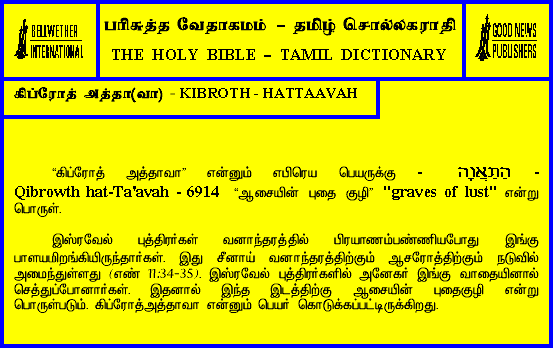 BELLWETHER
INTERNATIONAL
பரிசுத்த வேதாகமம் – தமிழ் சொல்லகராதி
THE HOLY BIBLE – TAMIL DICTIONARY
GOOD NEWS
PUBLISHERS
கிப்ரோத் அத்தா(வா) - KIBROTH - HATTAAVAH
“கிப்ரோத் அத்தாவா” என்னும் எபிரெய பெயருக்கு - הַתַּאֲוָה -
Qibrowth hat-Ta'avah - 6914 “ஆசையின் புதை குழி” "graves of lust" என்று
பொருள்.
இஸ்ரவேல் புத்திரர்கள் வனாந்தரத்தில் பிரயாணம்பண்ணியபோது இங்கு
பாளயமிறங்கியிருந்தார்கள். இது சீனாய் வனாந்தரத்திற்கும் ஆசரோத்திற்கும் நடுவில்
அமைந்துள்ளது (எண் 11:34-35). இஸ்ரவேல் புத்திரர்களில் அனேகர் இங்கு வாதையினால்
செத்துப்போனார்கள். இதனால் இந்த இடத்திற்கு ஆசையின் புதைகுழி என்று
பொருள்படும். கிப்ரோத்அத்தாவா என்னும் பெயர் கொடுக்கப்பட்டிருக்கிறது.